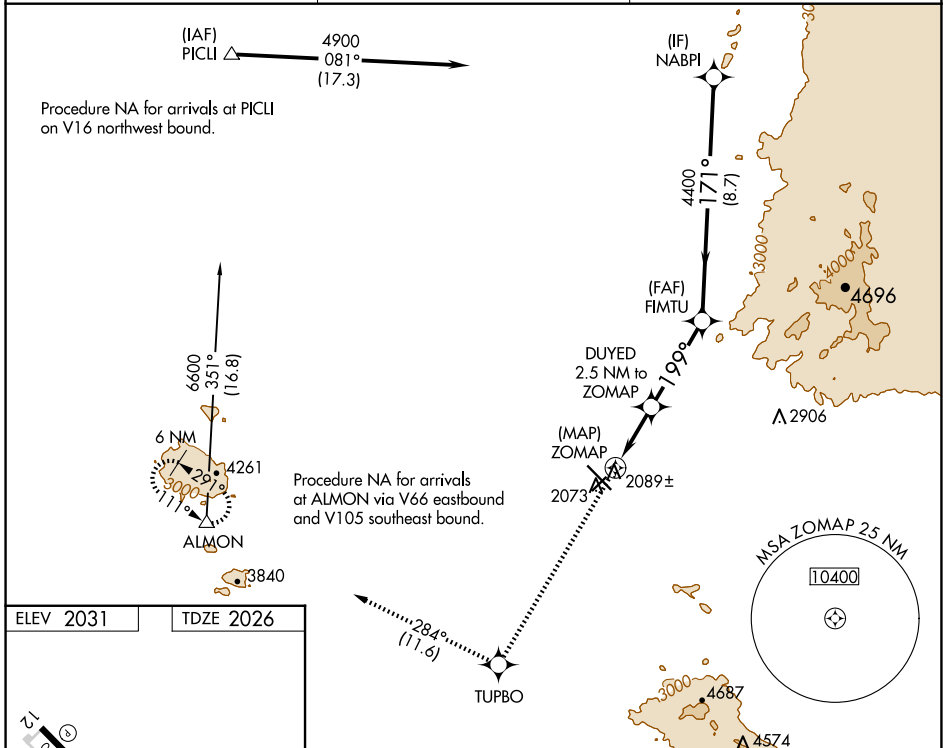 (IAF)
PICLI
4900
081°
(17.3)
(IF)
NABPI
Procedure NA for arrivals at PICLI
on V16 northwest bound.
4400
171°
(8.7)
3000
4000
4696
(FAF)
FIMTU
6600
351°
(16.8)
DUYED
2.5 NM to
ZOMAP
199°
2906
(MAP)
ZOMAP
2073
2089±
6 NM
4261
291°
3000
111°
ALMON
Procedure NA for arrivals
at ALMON via V66 eastbound
and V105 southeast bound.
3840
MSA ZOMAP 25 NM
10400
284°
(11.6)
TUPBO
ELEV 2031
TDZE 2026
12
P
3000
4687
4574